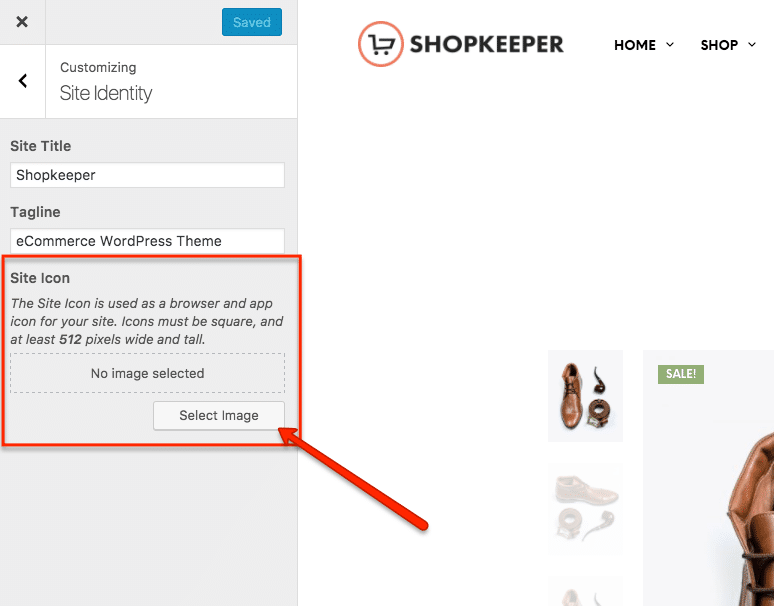 Saved
Customizing
Site Identity
Site Title
Shopkeeper
Tagline
eCommerce WordPress Theme
Site Icon
The Site Icon is used as a browser and app
icon for your site. Icons must be square, and
at least 512 pixels wide and tall.
No image selected
Select Image
SHOPKEEPER
HOME
SHOP
SALE!